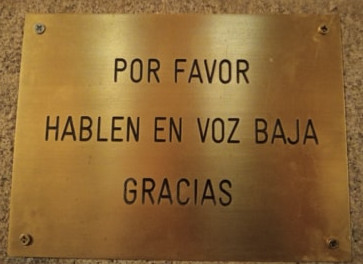 POR FAVOR
HABLEN EN VOZ BAJA
GRACIAS